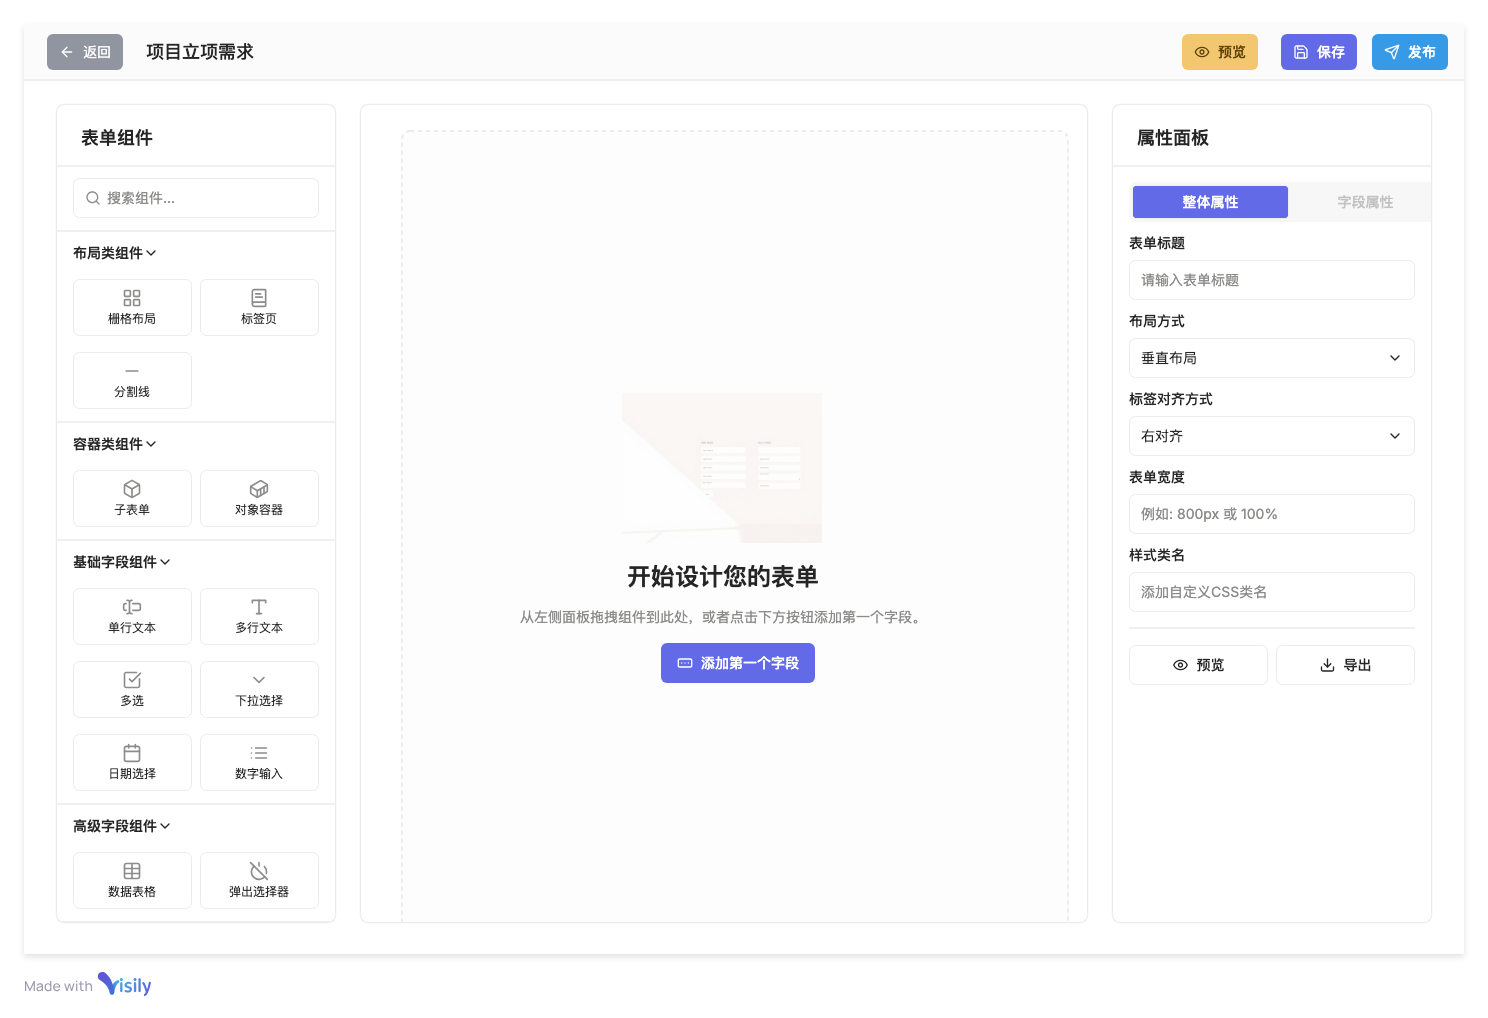 返回
项目立项需求
预览
保存
发布
表单组件
搜索组件...
布局类组件
栅格布局
标签页
分割线
容器类组件
子表单
对象容器
基础字段组件
单行文本
多行文本
多选
下拉选择
日期选择
数字输入
高级字段组件
数据表格
弹出选择器
开始设计您的表单
从左侧面板拖拽组件到此处，或者点击下方按钮添加第一个字段。
添加第一个字段
属性面板
整体属性
字段属性
表单标题
请输入表单标题
布局方式
垂直布局
标签对齐方式
右对齐
表单宽度
例如: 800px 或 100%
样式类名
添加自定义CSS类名
预览
导出
Made with Visily